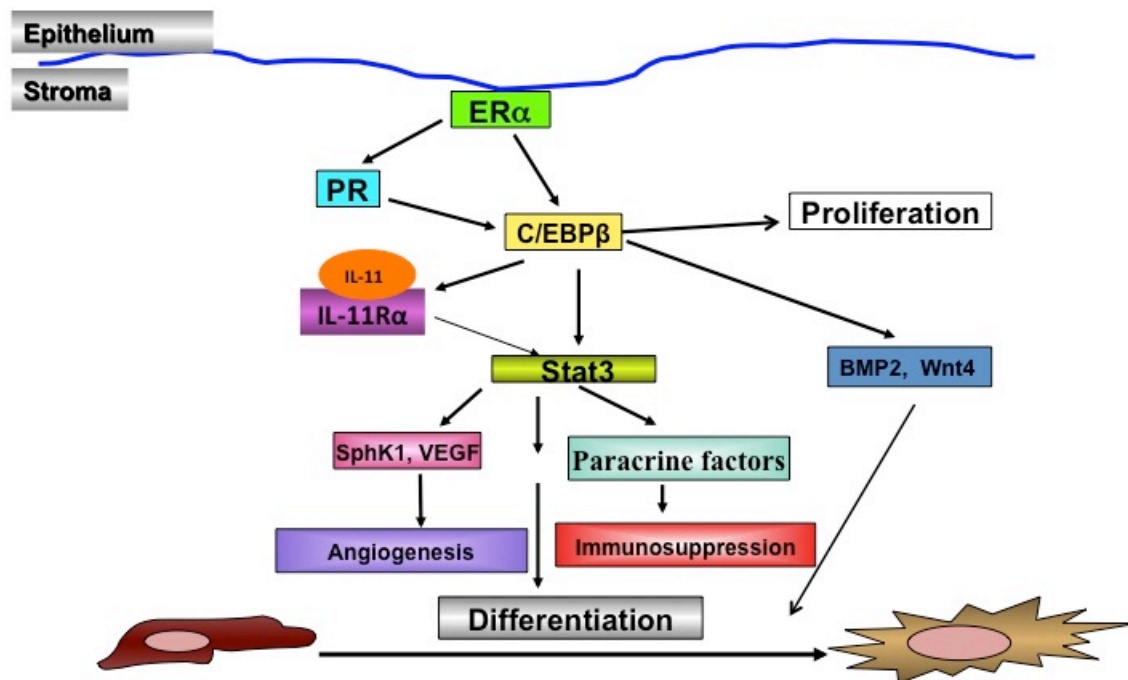 Epithelium
Stroma
ERα
PR
C/EBPβ
Proliferation
IL-11
IL-11Rα
Stat3
BMP2, Wnt4
SphK1, VEGF
Paracrine factors
Angiogenesis
Immunosuppression
Differentiation